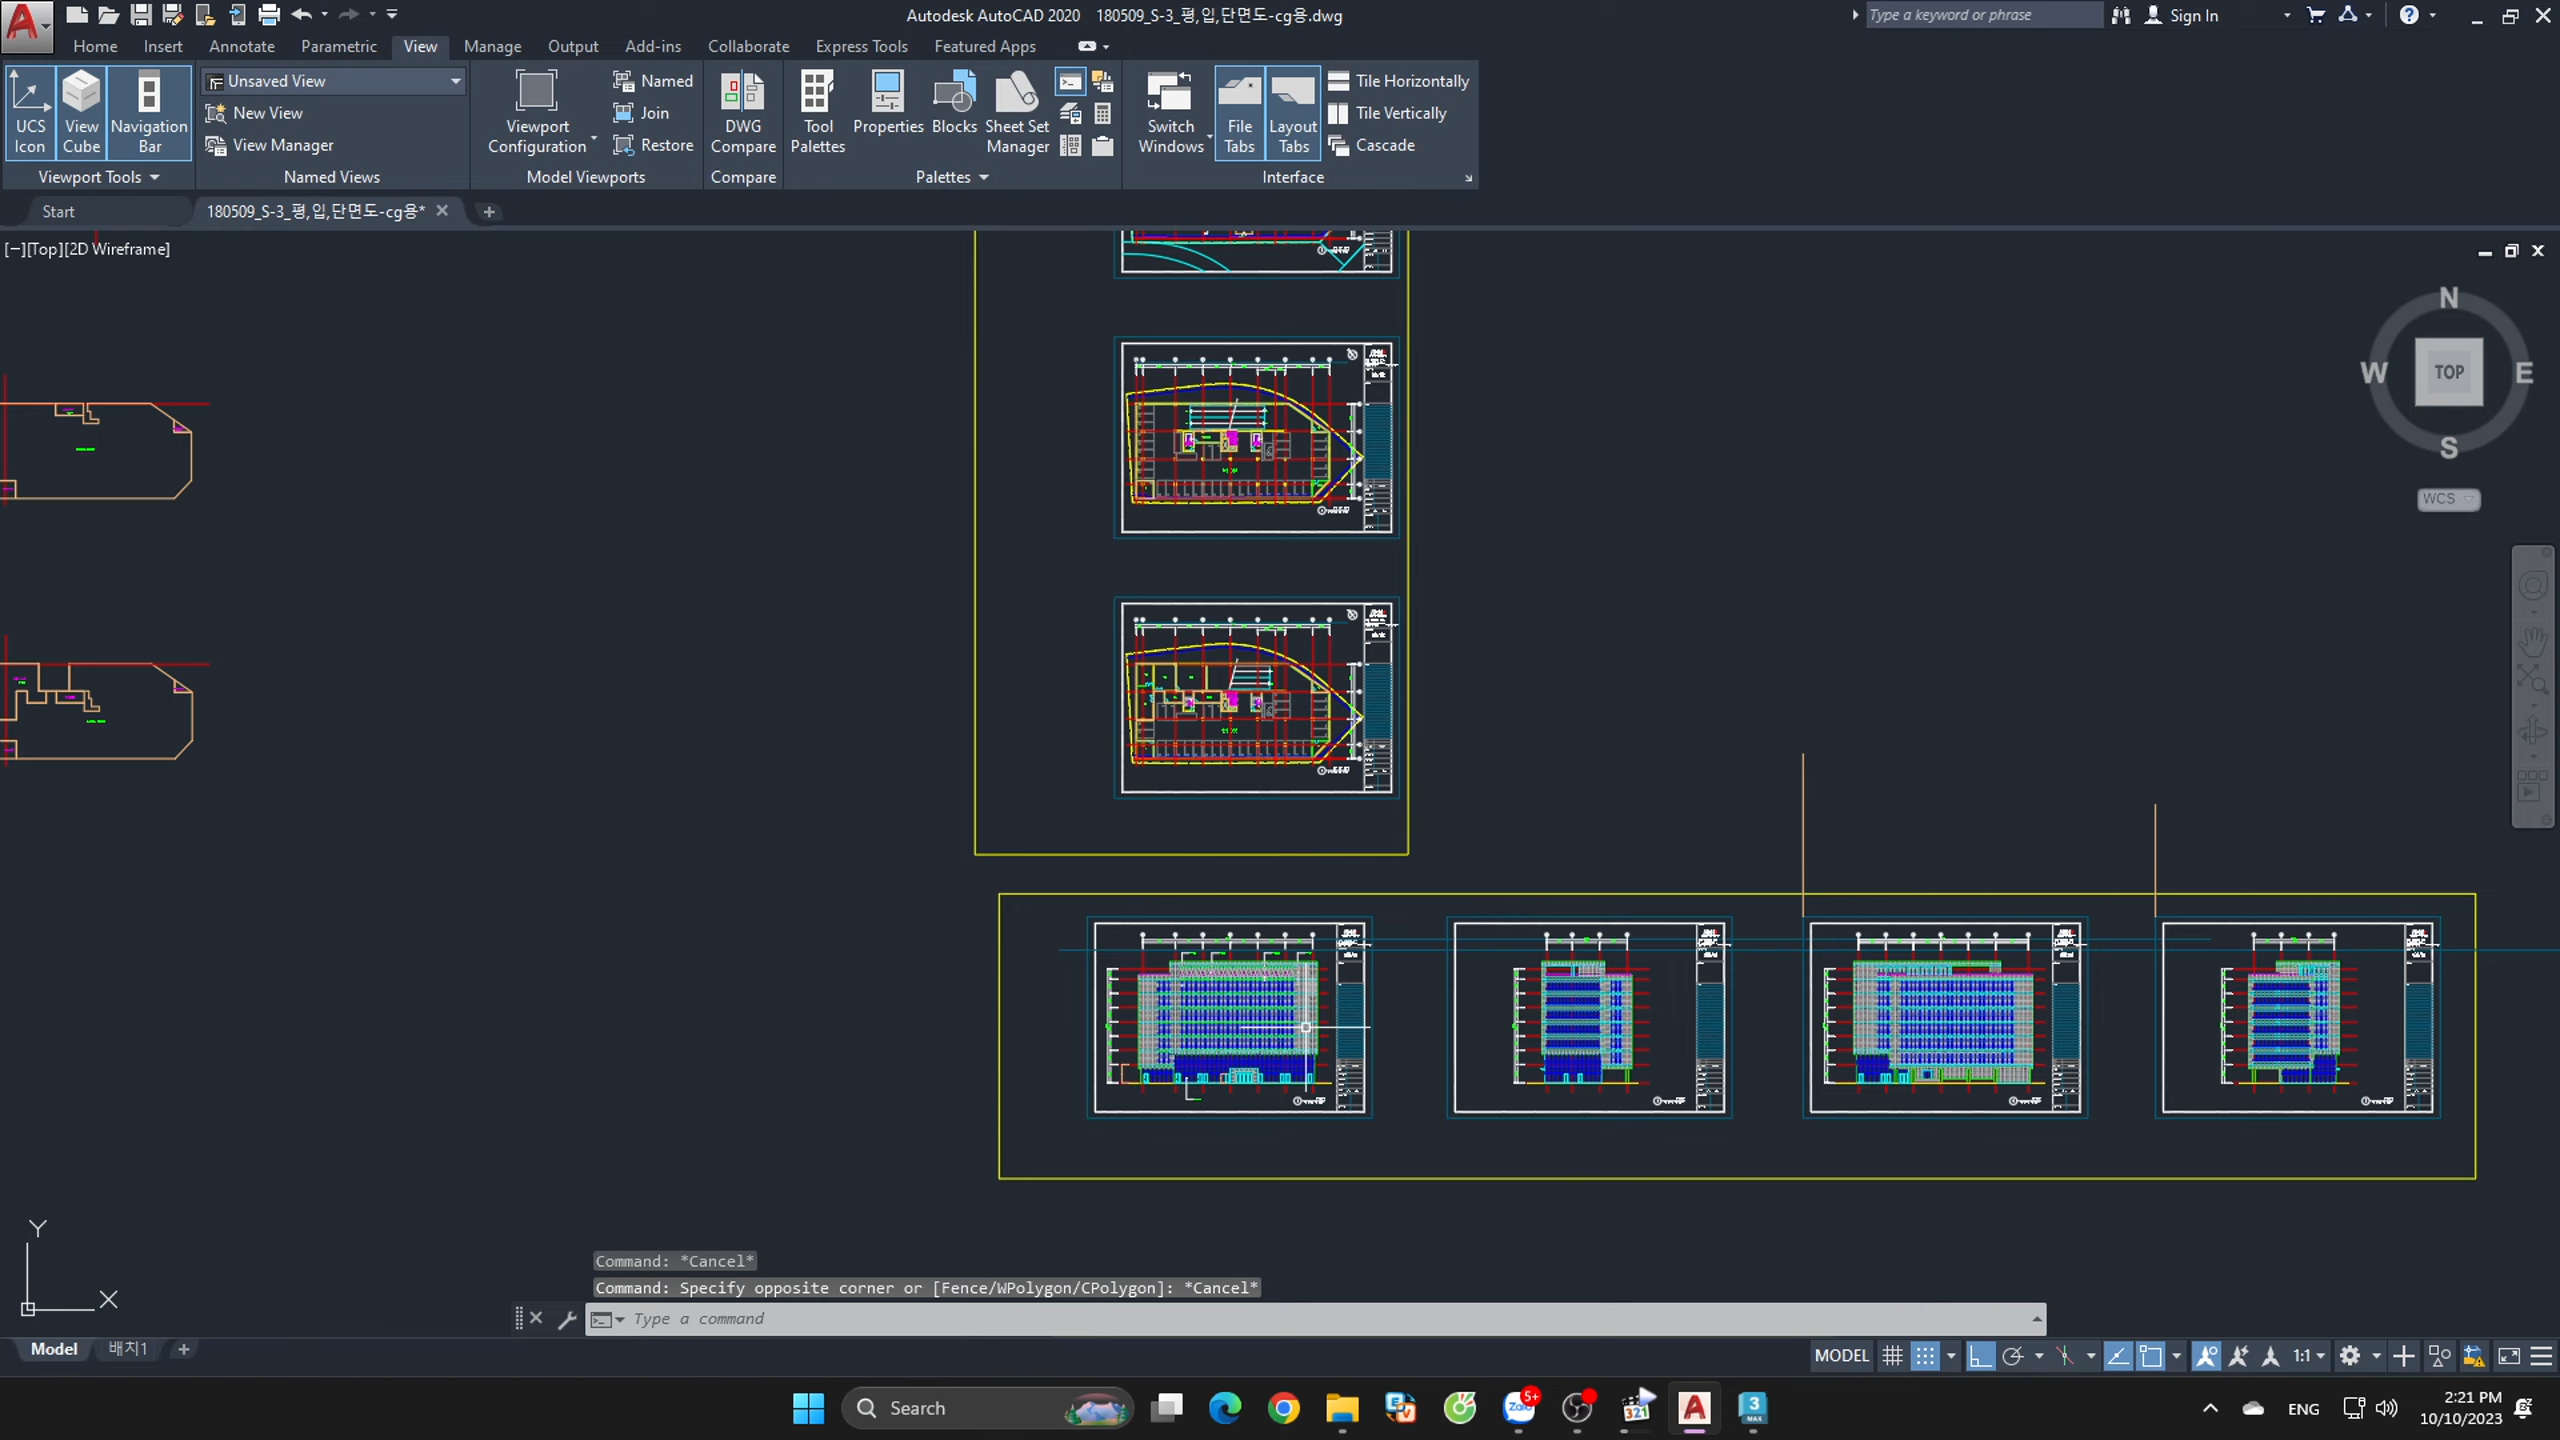 Autodesk AutoCAD 2020 180509_S-3_평,입,단면도-cg용.dwg
Type a keyword or phrase
Sign In
Home Insert Annotate Parametric View Manage Output Add-ins Collaborate Express Tools Featured Apps
UCS Icon
View Cube
Navigation Bar
Unsaved View
New View
View Manager
Viewport Configuration
Named
Join
Restore
DWG Compare
Tool Palettes
Properties
Blocks
Sheet Set Manager
Switch Windows
File Tabs
Layout Tabs
Tile Horizontally
Tile Vertically
Cascade
Viewport Tools Named Views Model Viewports Compare Palettes Interface
Start 180509_S-3_평,입,단면도-cg용*
[−][Top][2D Wireframe]
N
W TOP E
S
WCS
Y
X
Command: *Cancel*
Command: Specify opposite corner or [Fence/WPolygon/CPolygon]: *Cancel*
Type a command
Model 배치1
MODEL 1:1
Search
5+
321
3
MAX
ENG
2:21 PM
10/10/2023